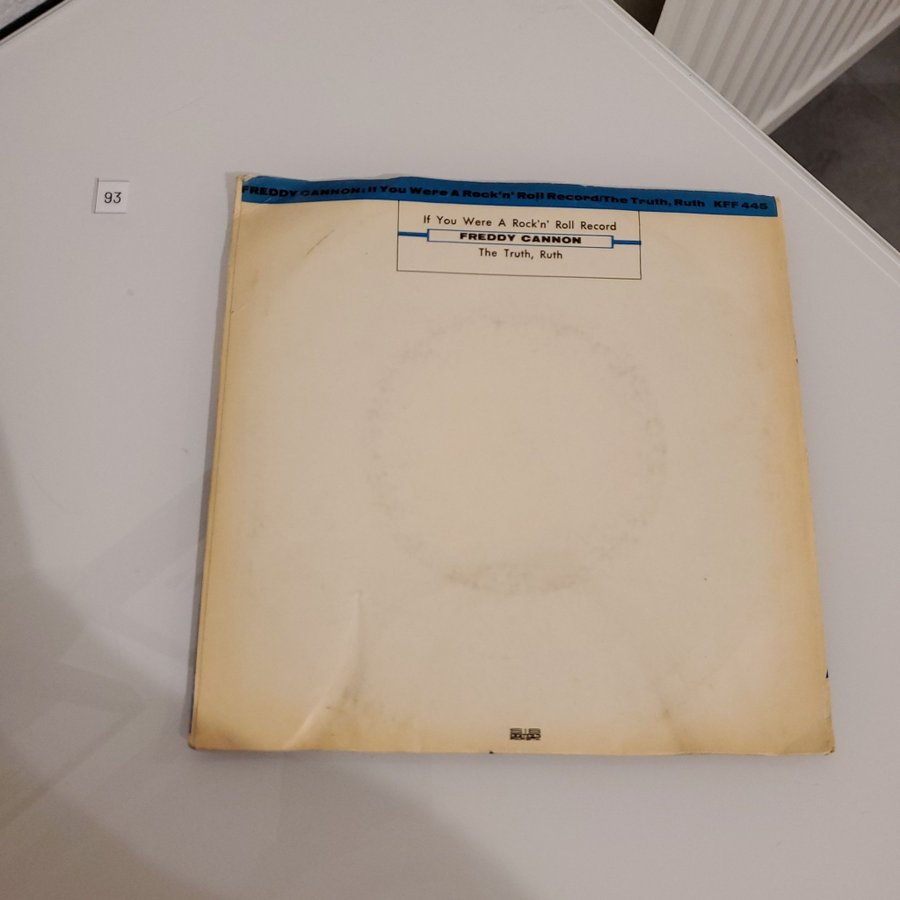 93
FREDDY CANNON: If You Were A Rock'n' Roll Record/The Truth, Ruth KFF 445
If You Were A Rock'n' Roll Record
FREDDY CANNON
The Truth, Ruth